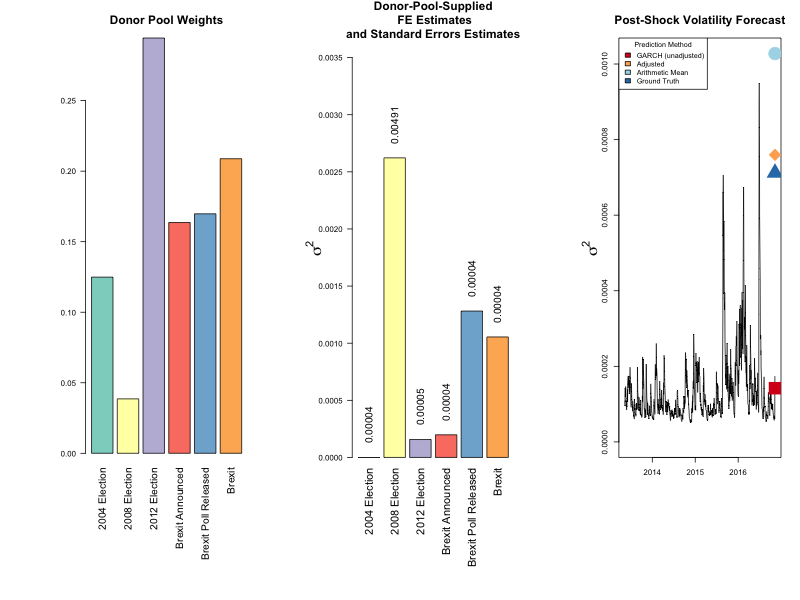 Donor Pool Weights
0.00
0.05
0.10
0.15
0.20
0.25
2004 Election
2008 Election
2012 Election
Brexit Announced
Brexit Poll Released
Brexit
Donor-Pool-Supplied
FE Estimates
and Standard Errors Estimates
σ2
0.0000
0.0005
0.0010
0.0015
0.0020
0.0025
0.0030
0.0035
0.00004
0.00491
0.00005
0.00004
0.00004
0.00004
2004 Election
2008 Election
2012 Election
Brexit Announced
Brexit Poll Released
Brexit
Post-Shock Volatility Forecast
σ2
0.0000
0.0002
0.0004
0.0006
0.0008
0.0010
Prediction Method
GARCH (unadjusted)
Adjusted
Arithmetic Mean
Ground Truth
2014
2015
2016